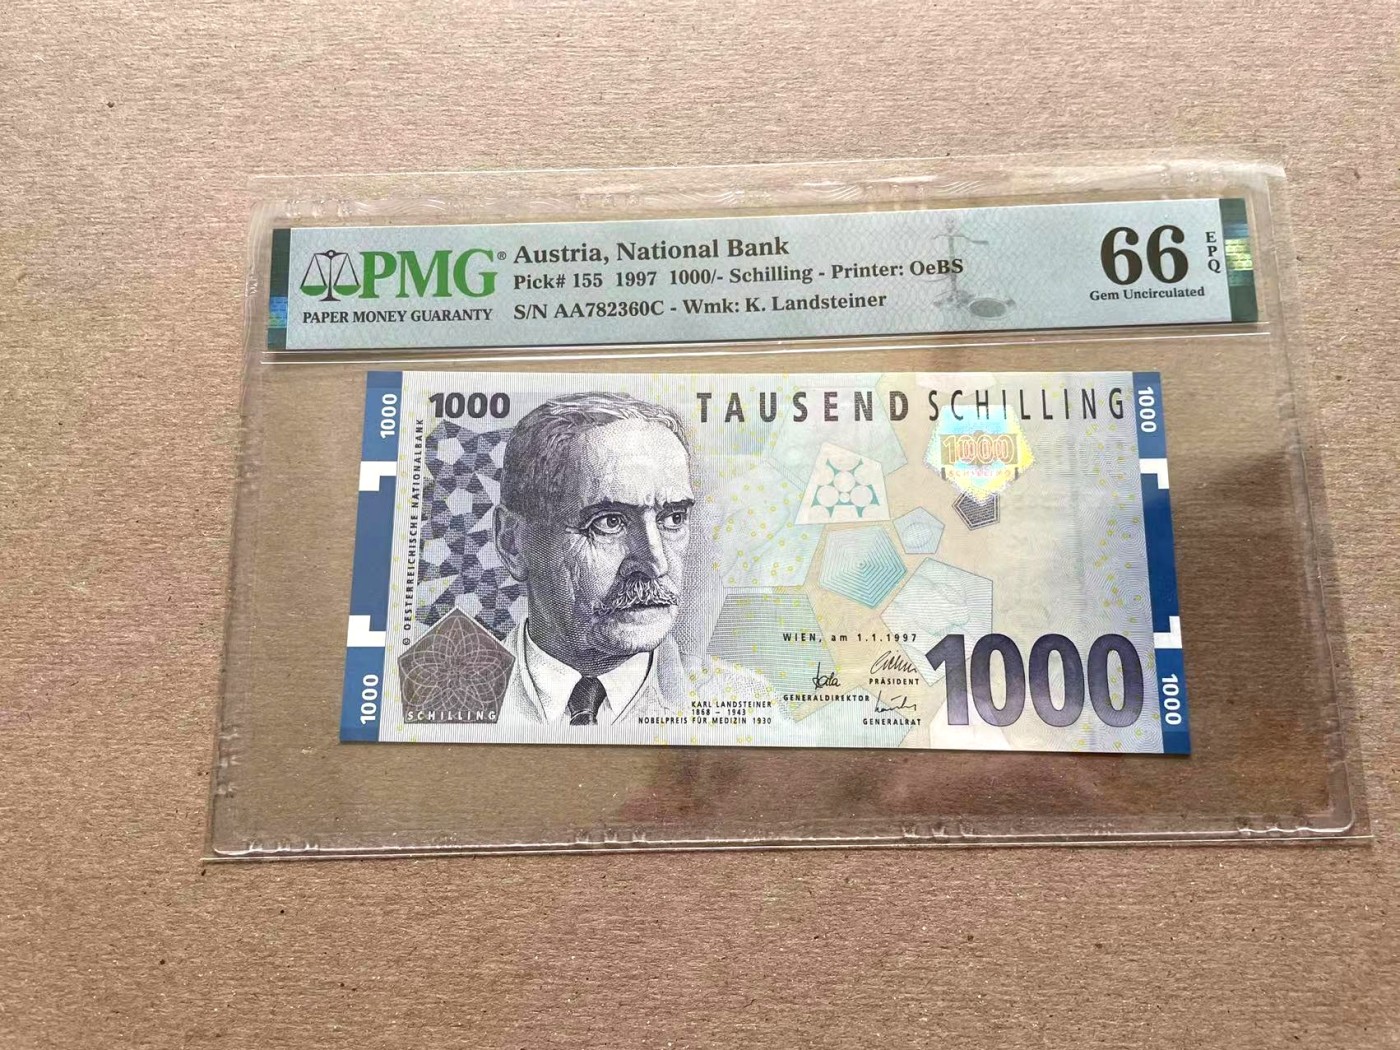 PMG®
PAPER MONEY GUARANTY
Austria, National Bank
Pick# 155 1997 1000/- Schilling - Printer: OeBS
S/N AA782360C - Wmk: K. Landsteiner
66
EPQ
Gem Uncirculated
1000
1000
TAUSEND SCHILLING
1000
1000
SCHILLING
© OESTERREICHISCHE NATIONALBANK
WIEN, am 1.1.1997
PRÄSIDENT
GENERALDIREKTOR
GENERALRAT
KARL LANDSTEINER
1868 – 1943
NOBELPREIS FÜR MEDIZIN 1930
1000
SCHILLING
1000
1000